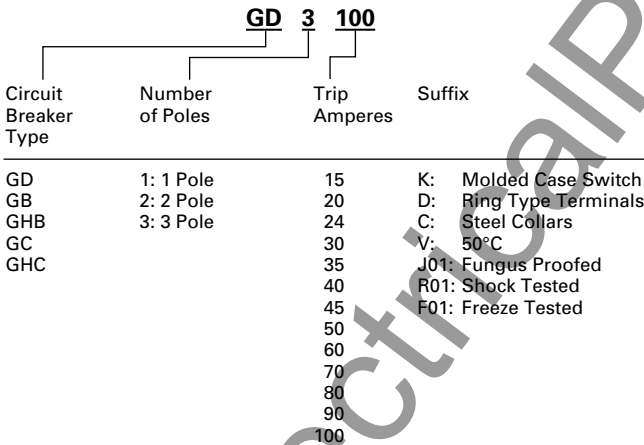 GD 3 100
Circuit Number Trip Suffix
Breaker of Poles Amperes
Type
GD 1: 1 Pole 15 K: Molded Case Switch
GB 2: 2 Pole 20 D: Ring Type Terminals
GHB 3: 3 Pole 24 C: Steel Collars
GC 30 V: 50°C
GHC 35 J01: Fungus Proofed
40 R01: Shock Tested
45 F01: Freeze Tested
50
60
70
80
90
100
ctricalP